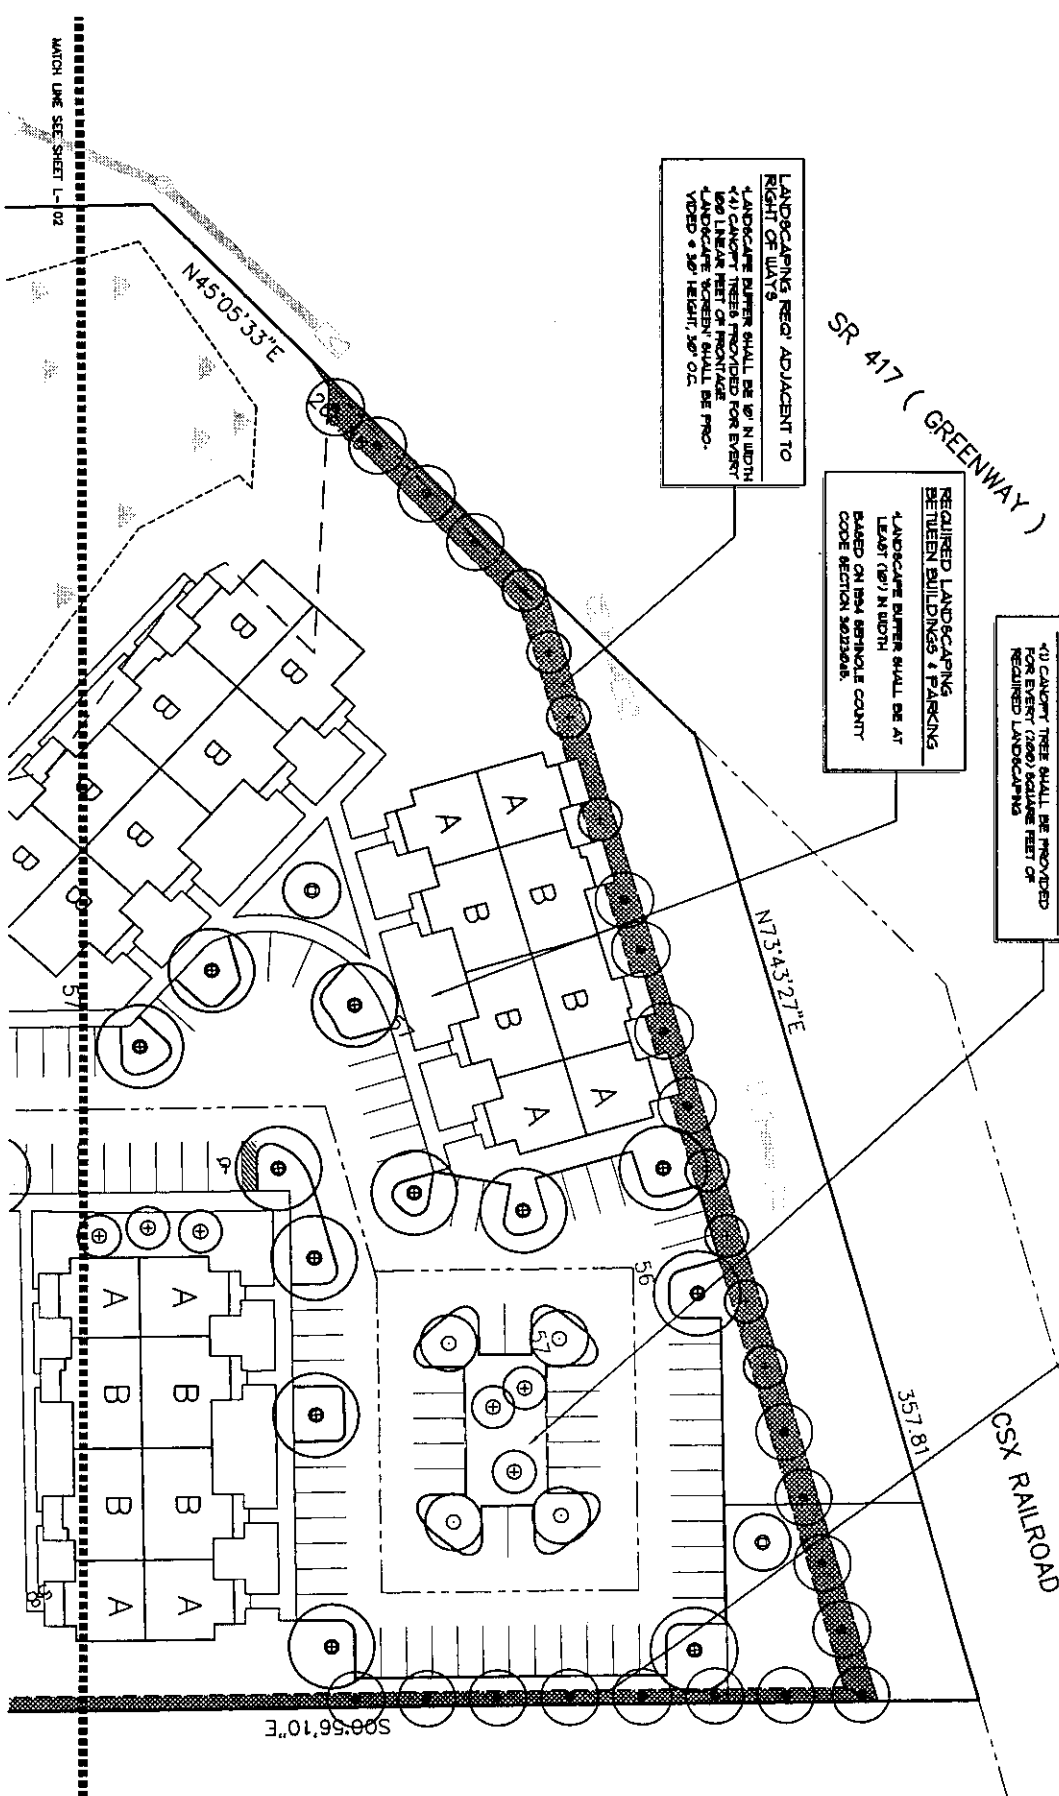 MATCH LINE SEE SHEET L-102
N45°05'33"E
LANDSCAPING REQ' ADJACENT TO
RIGHT OF WAYS
*LANDSCAPE BUFFER SHALL BE 10' IN WIDTH
*(4) CANOPY TREES PROVIDED FOR EVERY
100 LINEAR FEET OF FRONTAGE
*LANDSCAPE 'SCREEN' SHALL BE PRO-
VIDED @ 30" HEIGHT, 30" O.C.
SR 417 ( GREENWAY )
REQUIRED LANDSCAPING
BETWEEN BUILDINGS & PARKING
*LANDSCAPE BUFFER SHALL BE AT
LEAST (10') IN WIDTH
BASED ON 1994 SEMINOLE COUNTY
CODE SECTION
*(1) CANOPY TREE SHALL BE PROVIDED
FOR EVERY (200) SQUARE FEET OF
REQUIRED LANDSCAPING
N73°43'27"E
357.81
CSX RAILROAD
S00°56'10"E
B
B
B
B
B
B
B
B
A
A
B
B
B
B
A
A
57
56
57
A
A
B
B
B
B
A
A